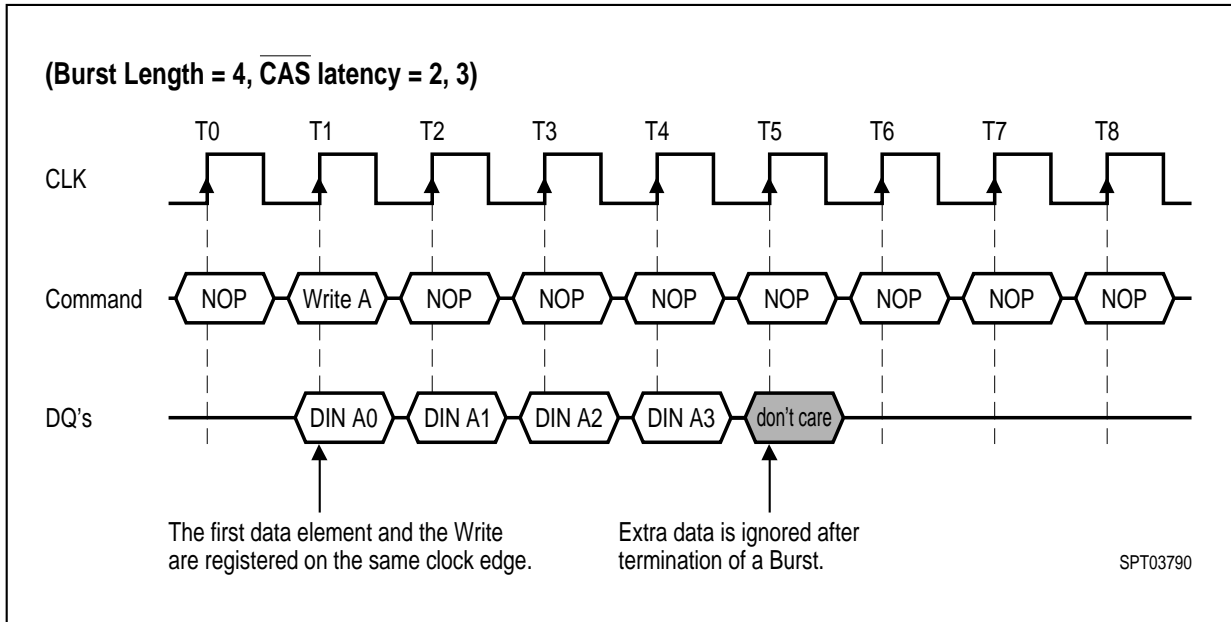 (Burst Length = 4, CAS latency = 2, 3)
T0 T1 T2 T3 T4 T5 T6 T7 T8
CLK
Command NOP Write A NOP NOP NOP NOP NOP NOP NOP
DQ's DIN A0 DIN A1 DIN A2 DIN A3 don't care
The first data element and the Write
are registered on the same clock edge.
Extra data is ignored after
termination of a Burst.
SPT03790